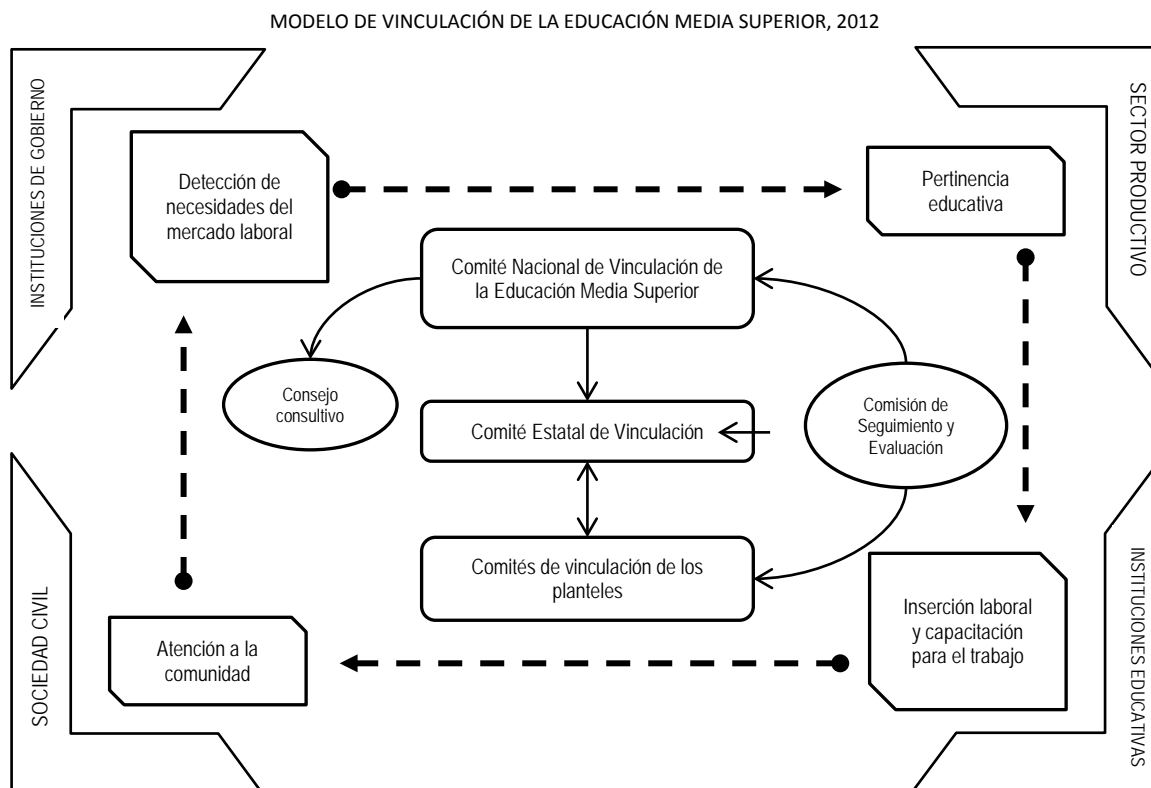 MODELO DE VINCULACIÓN DE LA EDUCACIÓN MEDIA SUPERIOR, 2012
INSTITUCIONES DE GOBIERNO
SECTOR PRODUCTIVO
Detección de
necesidades del
mercado laboral
Pertinencia
educativa
Comité Nacional de Vinculación de
la Educación Media Superior
Consejo
consultivo
Comité Estatal de Vinculación
Comisión de
Seguimiento y
Evaluación
Comités de vinculación de los
planteles
Atención a la
comunidad
Inserción laboral
y capacitación
para el trabajo
SOCIEDAD CIVIL
INSTITUCIONES EDUCATIVAS